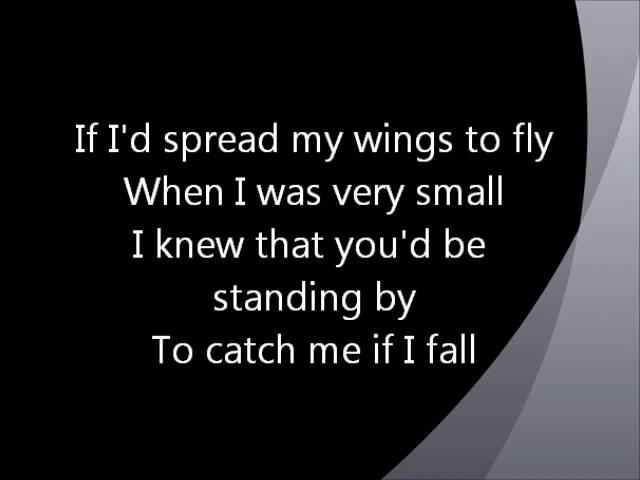 If I'd spread my wings to fly
When I was very small
I knew that you'd be
standing by
To catch me if I fall